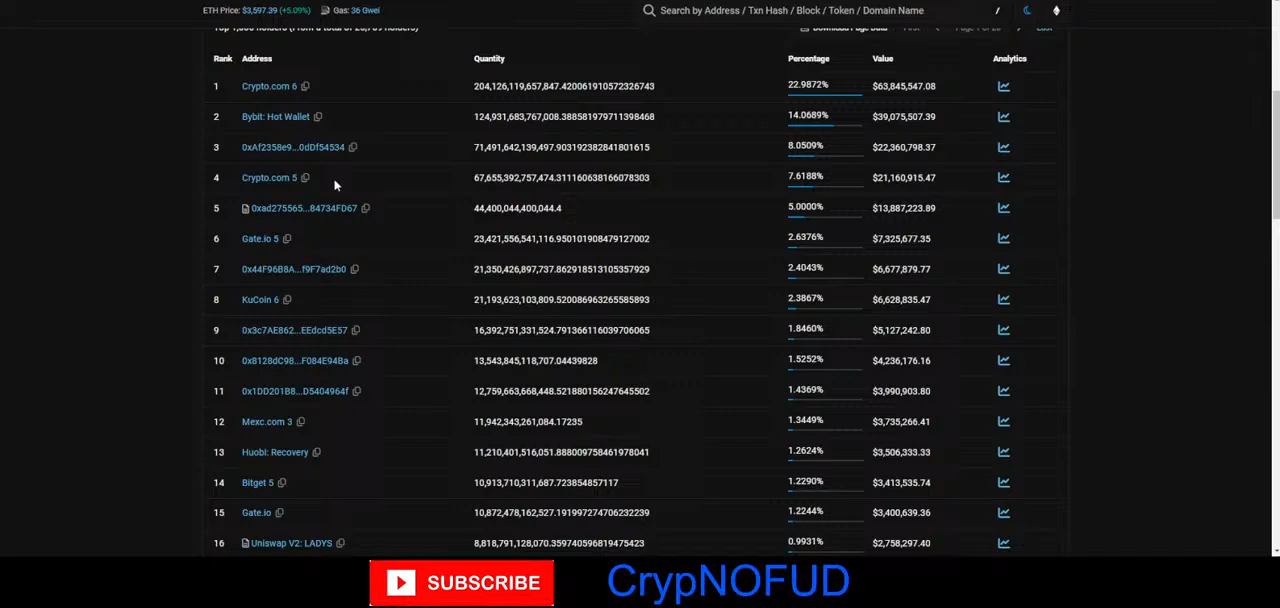 ETH Price: $3,597.39 (+5.09%) Gas: 36 Gwei Search by Address / Txn Hash / Block / Token / Domain Name /
Download Page Data First Page 1 of 20 Last
Rank Address Quantity Percentage Value Analytics
1 Crypto.com 6 204,126,119,657,847.420061910572326743 22.9872% $63,845,547.08
2 Bybit: Hot Wallet 124,931,683,767,008.388581979711398468 14.0689% $39,075,507.39
3 0xAf2358e9...0dDf54534 71,491,642,139,497.903192382841801615 8.0509% $22,360,798.37
4 Crypto.com 5 67,655,392,757,474.311160638166078303 7.6188% $21,160,915.47
5 0xad275565...84734FD67 44,400,044,400,044.4 5.0000% $13,887,223.89
6 Gate.io 5 23,421,556,541,116.950101908479127002 2.6376% $7,325,677.35
7 0x44F96B8A...f9F7ad2b0 21,350,426,897,737.862918513105357929 2.4043% $6,677,879.77
8 KuCoin 6 21,193,623,103,809.520086963265585893 2.3867% $6,628,835.47
9 0x3c7AE862...EEdcd5E57 16,392,751,331,524.791366116039706065 1.8460% $5,127,242.80
10 0x8128dC98...F084E94Ba 13,543,845,118,707.04439828 1.5252% $4,236,176.16
11 0x1DD201B8...D5404964f 12,759,663,668,448.521880156247645502 1.4369% $3,990,903.80
12 Mexc.com 3 11,942,343,261,084.17235 1.3449% $3,735,266.41
13 Huobi: Recovery 11,210,401,516,051.888009758461978041 1.2624% $3,506,333.33
14 Bitget 5 10,913,710,311,687.723854857117 1.2290% $3,413,535.74
15 Gate.io 10,872,478,162,527.191997274706232239 1.2244% $3,400,639.36
16 Uniswap V2: LADYS 8,818,791,128,070.359740596819475423 0.9931% $2,758,297.40
SUBSCRIBE CrypNOFUD